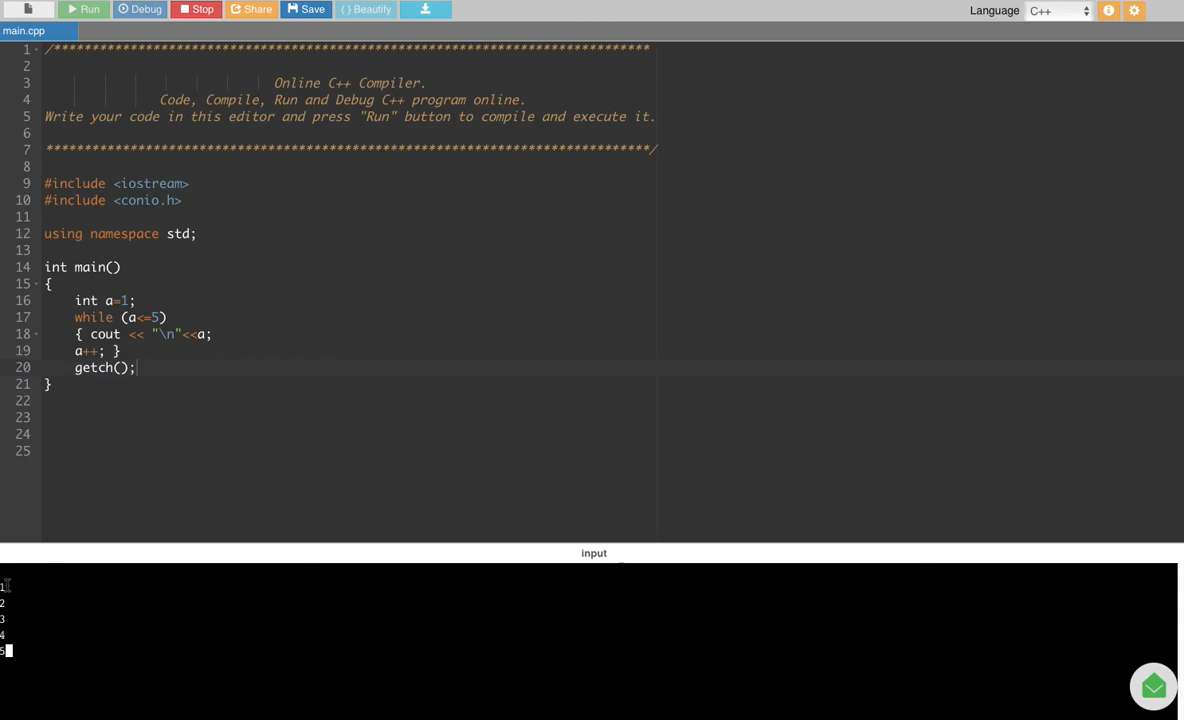 Run Debug Stop Share Save { } Beautify Language C++
main.cpp
1 /******************************************************************************
2
3 Online C++ Compiler.
4 Code, Compile, Run and Debug C++ program online.
5 Write your code in this editor and press "Run" button to compile and execute it.
6
7 *******************************************************************************/
8
9 #include <iostream>
10 #include <conio.h>
11
12 using namespace std;
13
14 int main()
15 {
16 int a=1;
17 while (a<=5)
18 { cout << "\n"<<a;
19 a++; }
20 getch();
21 }
22
23
24
25
input
1
2
3
4
5